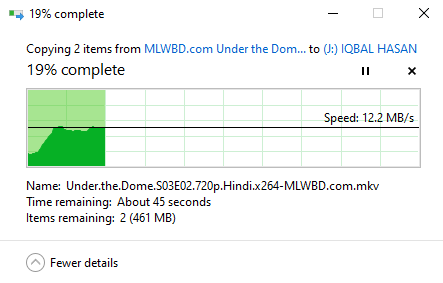 19% complete
Copying 2 items from MLWBD.com Under the Dom... to (J:) IQBAL HASAN
19% complete
Speed: 12.2 MB/s
Name: Under.the.Dome.S03E02.720p.Hindi.x264-MLWBD.com.mkv
Time remaining: About 45 seconds
Items remaining: 2 (461 MB)
Fewer details